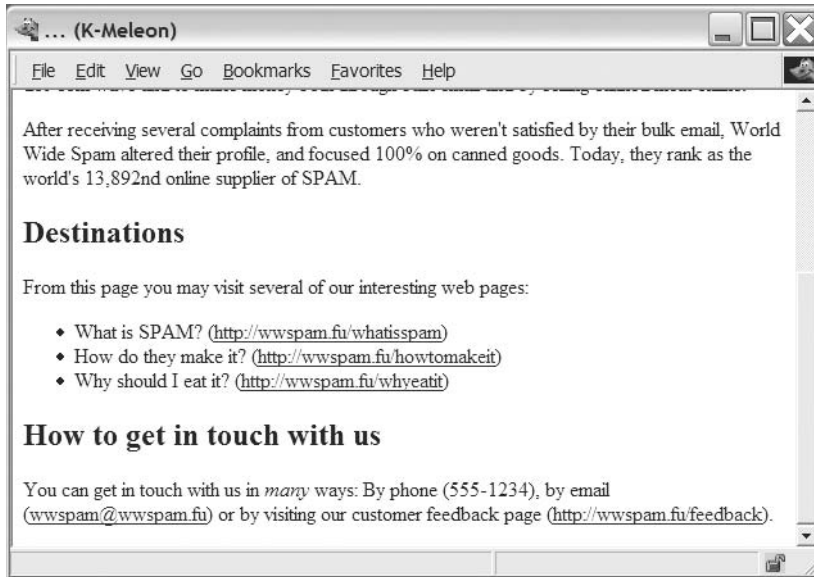 ... (K-Meleon)
File Edit View Go Bookmarks Favorites Help
After receiving several complaints from customers who weren't satisfied by their bulk email, World
Wide Spam altered their profile, and focused 100% on canned goods. Today, they rank as the
world's 13,892nd online supplier of SPAM.
Destinations
From this page you may visit several of our interesting web pages:
• What is SPAM? (http://wwspam.fu/whatisspam)
• How do they make it? (http://wwspam.fu/howtomakeit)
• Why should I eat it? (http://wwspam.fu/whyeatit)
How to get in touch with us
You can get in touch with us in many ways: By phone (555-1234), by email
(wwspam@wwspam.fu) or by visiting our customer feedback page (http://wwspam.fu/feedback).